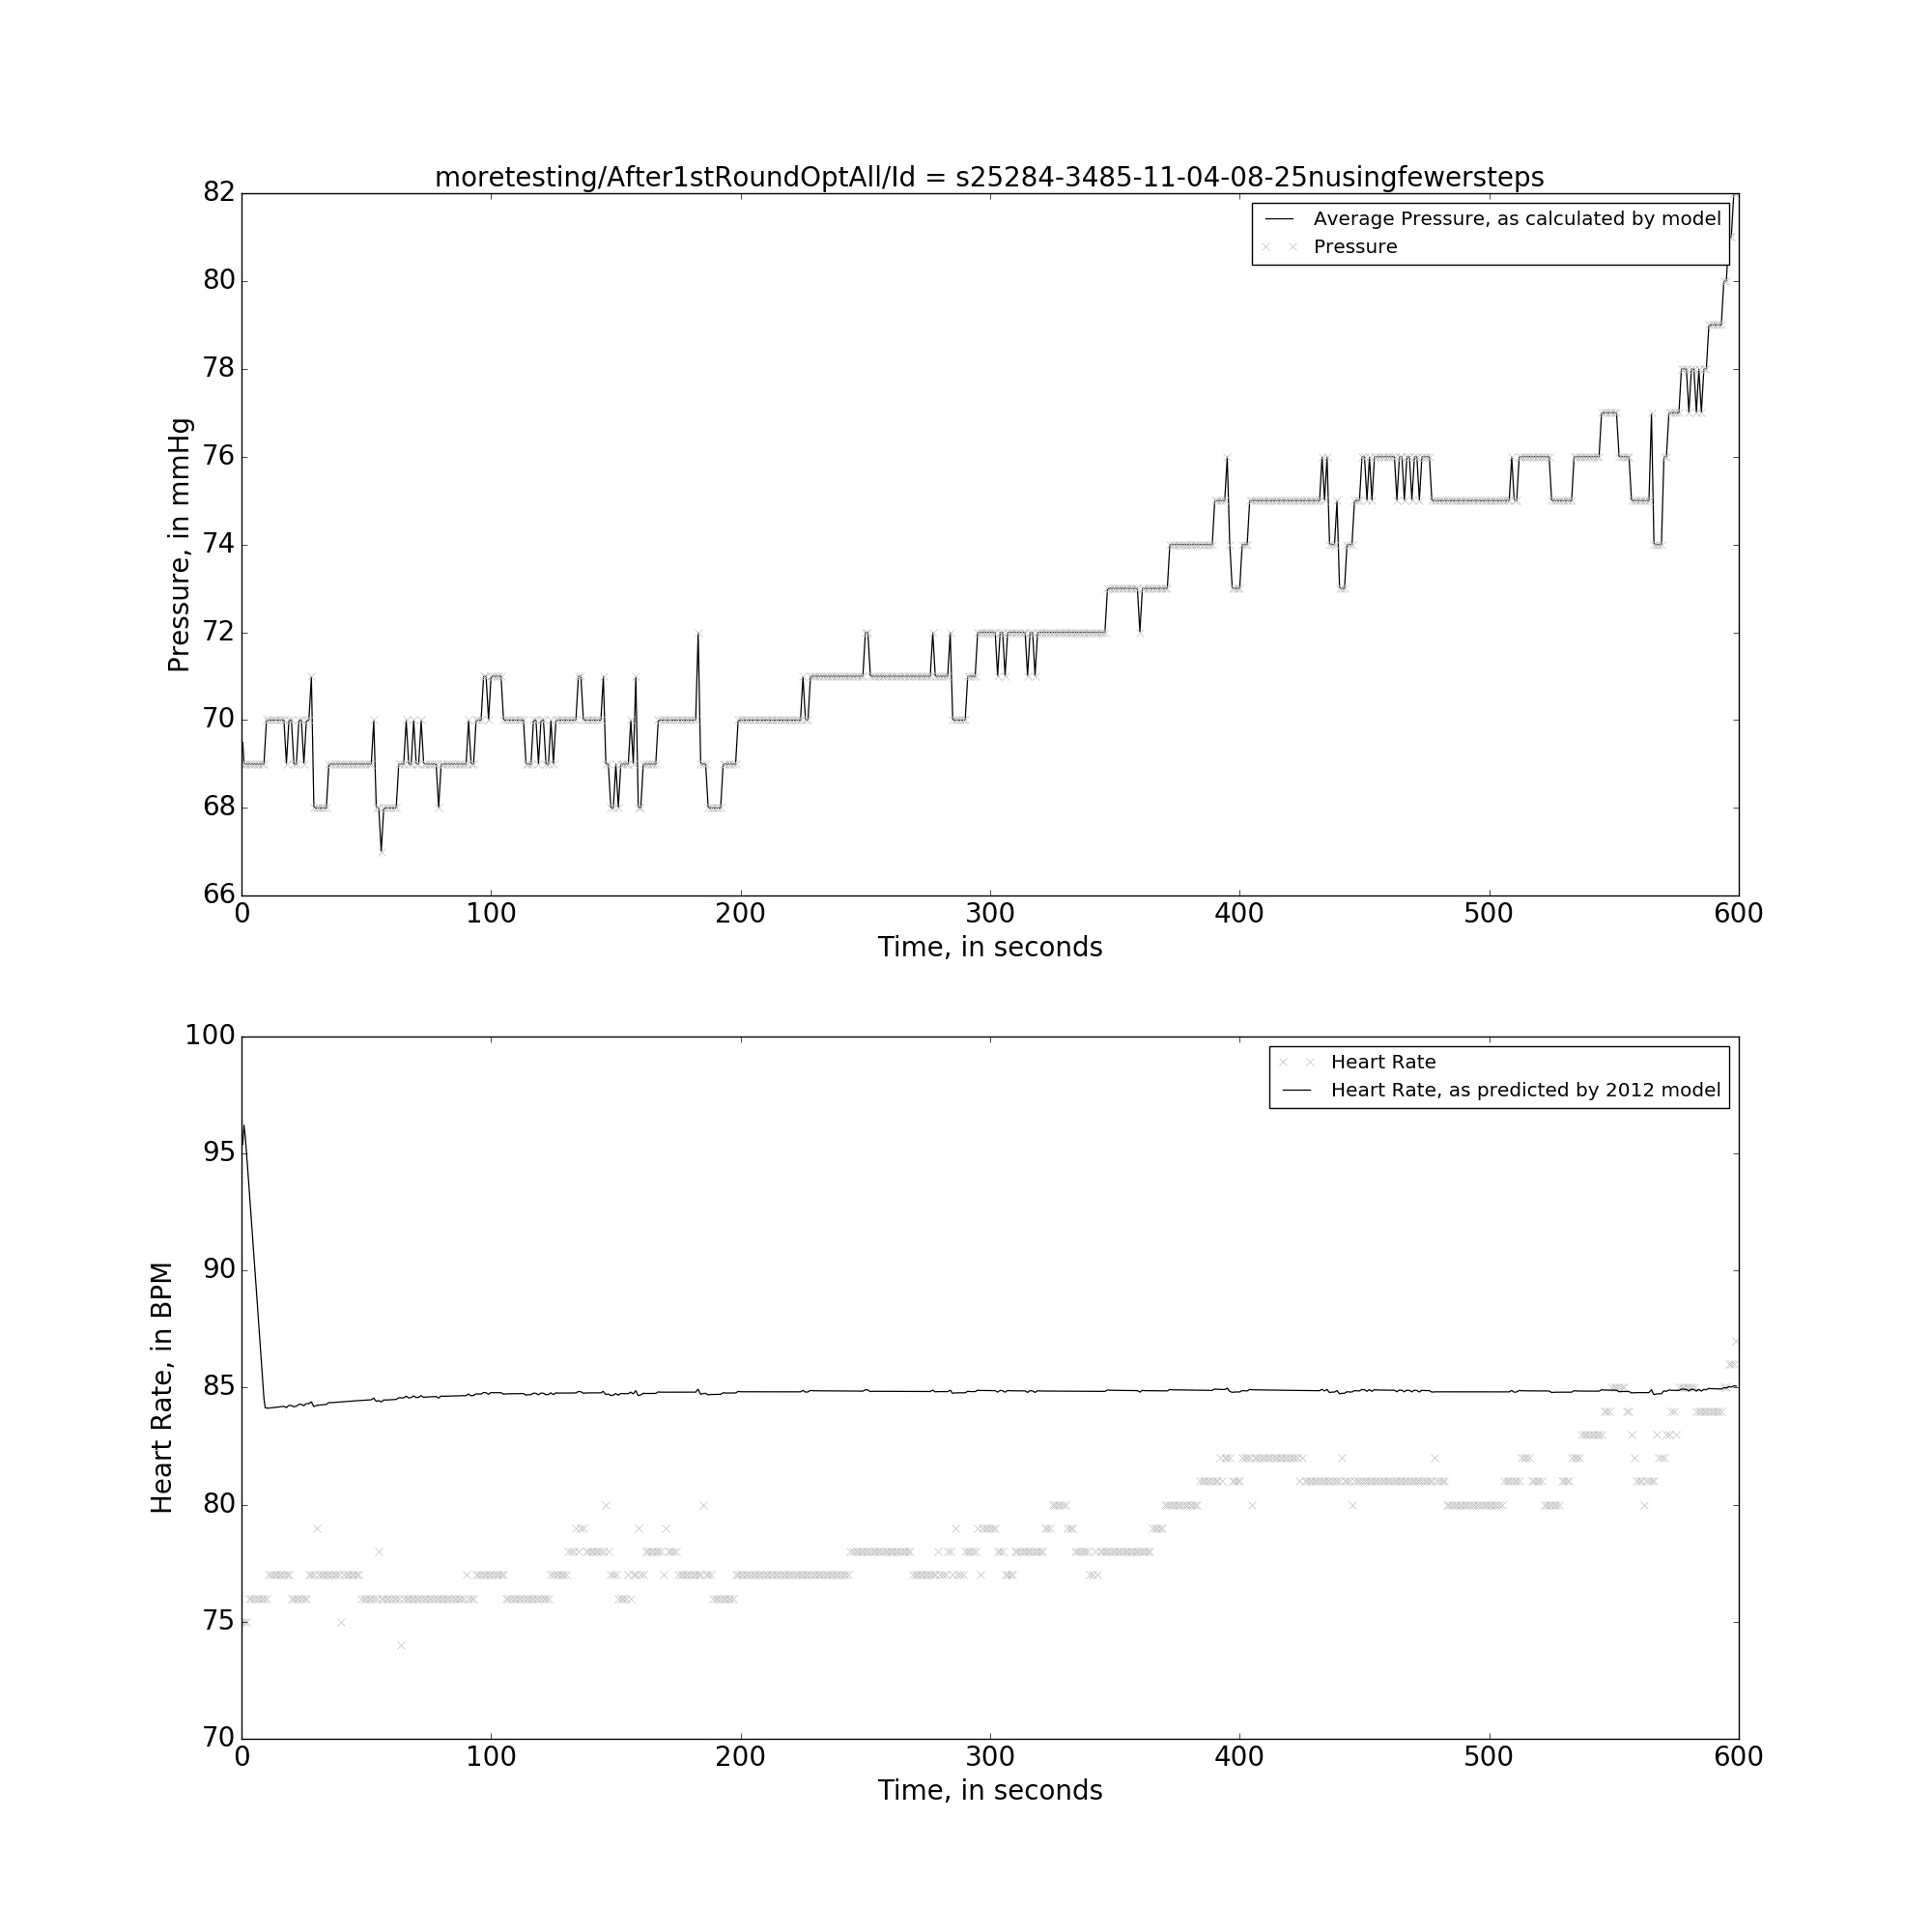 moretesting/After1stRoundOptAll/Id = s25284-3485-11-04-08-25nusingfewersteps
82
80
78
76
74
72
70
68
66
Pressure, in mmHg
Average Pressure, as calculated by model
Pressure
0 100 200 300 400 500 600
Time, in seconds
100
95
90
85
80
75
70
Heart Rate, in BPM
Heart Rate
Heart Rate, as predicted by 2012 model
0 100 200 300 400 500 600
Time, in seconds